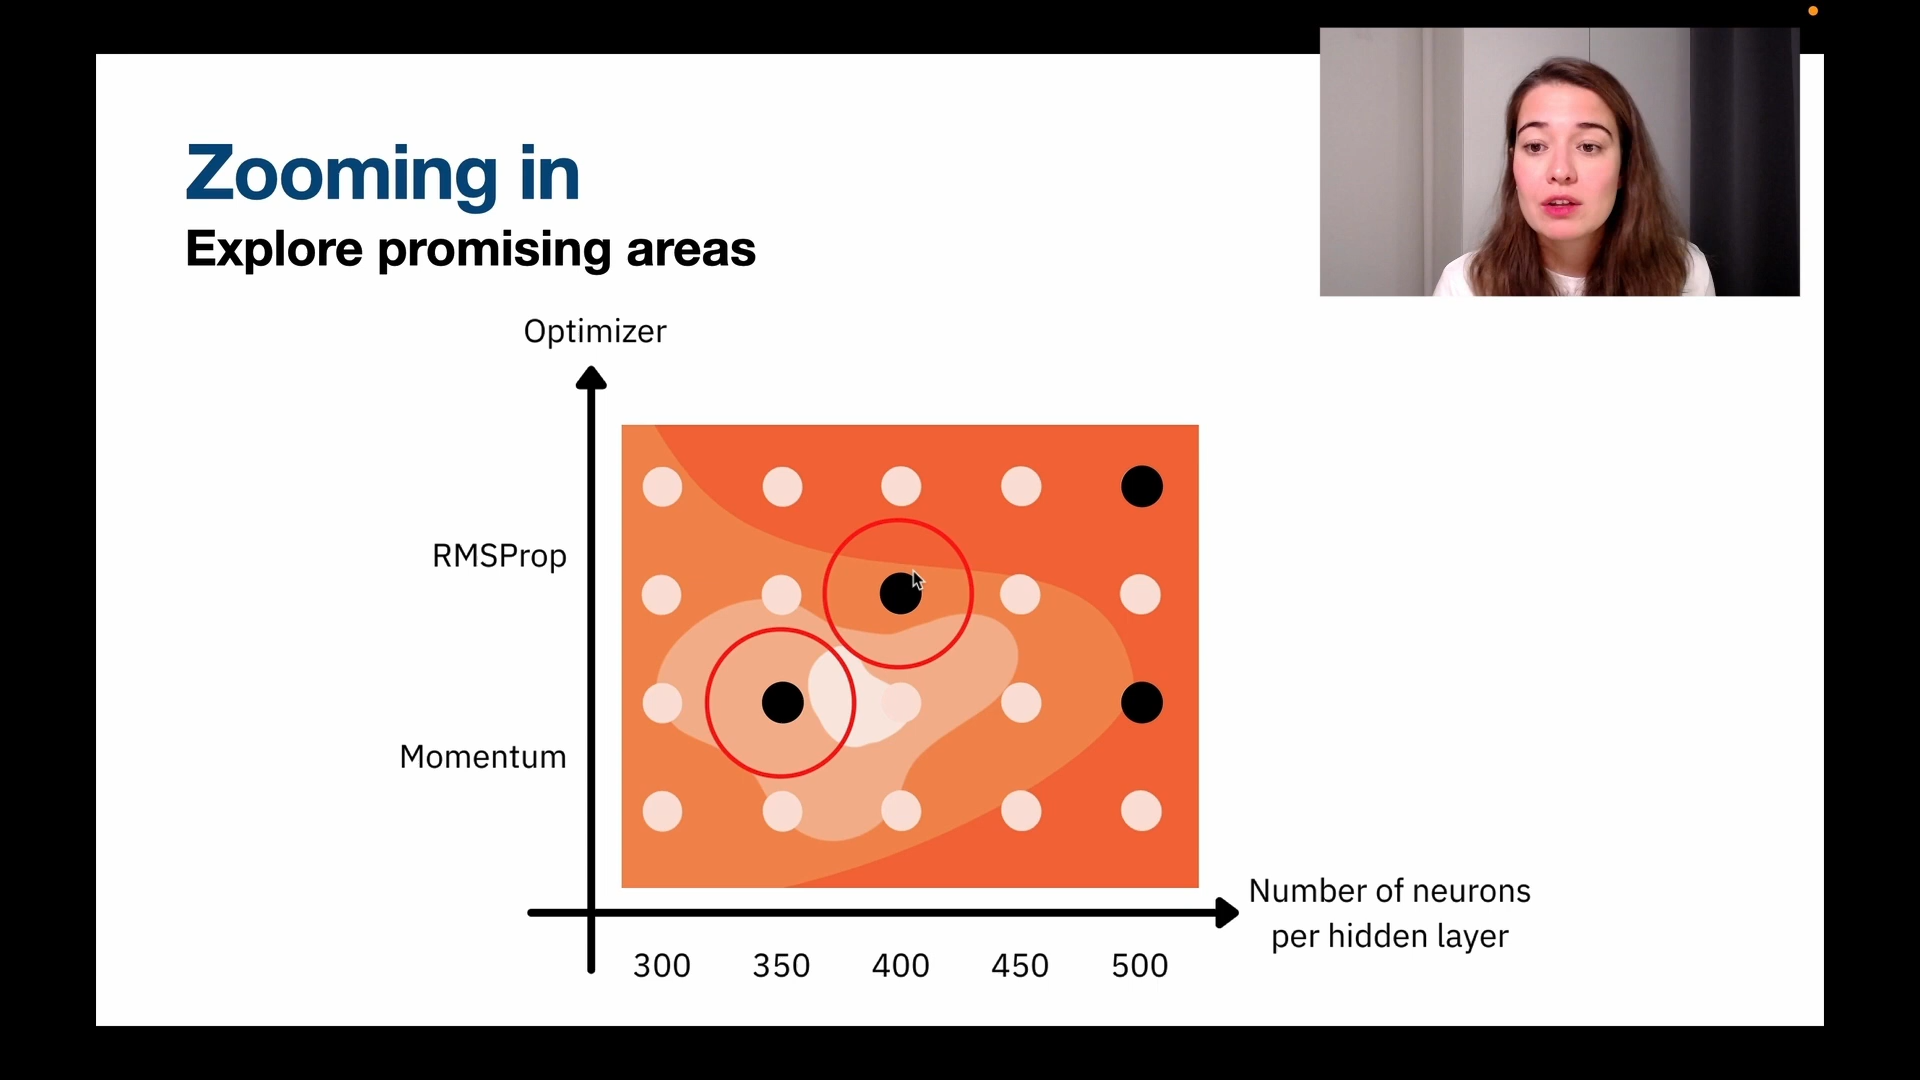 Zooming in
Explore promising areas
Optimizer
RMSProp
Momentum
Number of neurons
per hidden layer
300 350 400 450 500